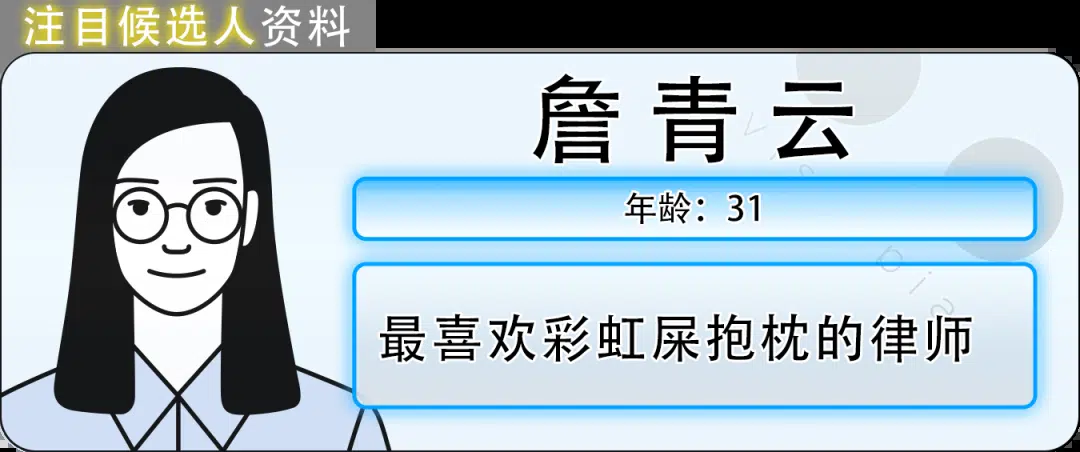 注目候选人资料
詹青云
年龄：31
最喜欢彩虹屎抱枕的律师